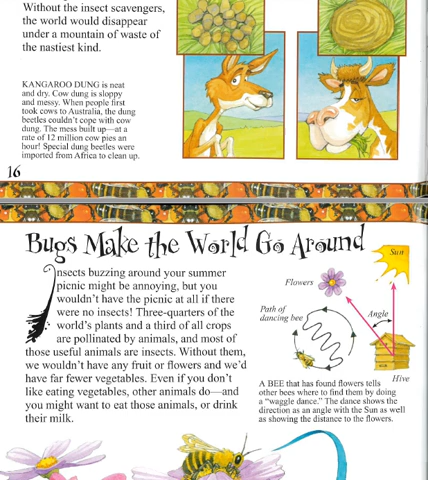 Without the insect scavengers,
the world would disappear
under a mountain of waste of
the nastiest kind.
KANGAROO DUNG is neat
and dry. Cow dung is sloppy
and messy. When people first
took cows to Australia, the dung
beetles couldn't cope with cow
dung. The mess built up—at a
rate of 12 million cow pies an
hour! Special dung beetles were
imported from Africa to clean up.
16
Bugs Make the World Go Around
Insects buzzing around your summer
picnic might be annoying, but you
wouldn't have the picnic at all if there
were no insects! Three-quarters of the
world's plants and a third of all crops
are pollinated by animals, and most of
those useful animals are insects. Without them,
we wouldn't have any fruit or flowers and we'd
have far fewer vegetables. Even if you don't
like eating vegetables, other animals do—and
you might want to eat those animals, or drink
their milk.
Sun
Flowers
Path of
dancing bee
Angle
Hive
A BEE that has found flowers tells
other bees where to find them by doing
a "waggle dance." The dance shows the
direction as an angle with the Sun as well
as showing the distance to the flowers.